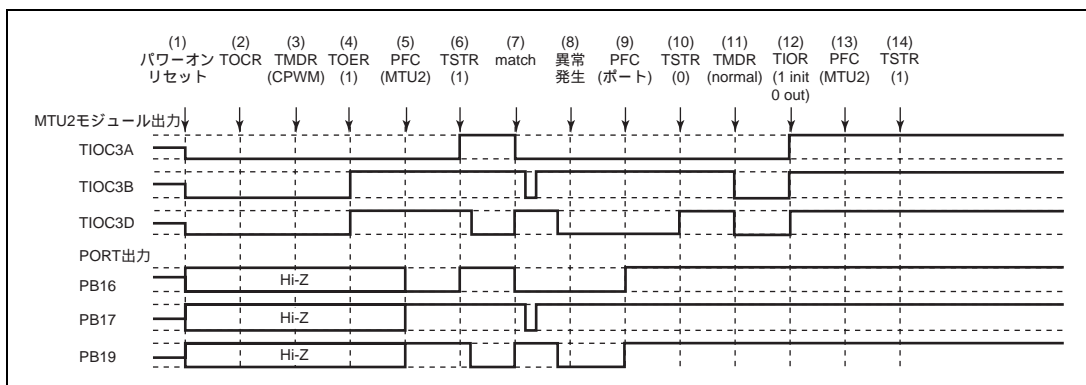 (1) (2) (3) (4) (5) (6) (7) (8) (9) (10) (11) (12) (13) (14)
パワーオン TOCR TMDR TOER PFC TSTR match 異常 PFC TSTR TMDR TIOR PFC TSTR
リセット (CPWM) (1) (MTU2) (1) 発生 (ポート) (0) (normal) (1 init (MTU2) (1)
0 out)
MTU2モジュール出力
TIOC3A
TIOC3B
TIOC3D
PORT出力
PB16 Hi-Z
PB17 Hi-Z
PB19 Hi-Z